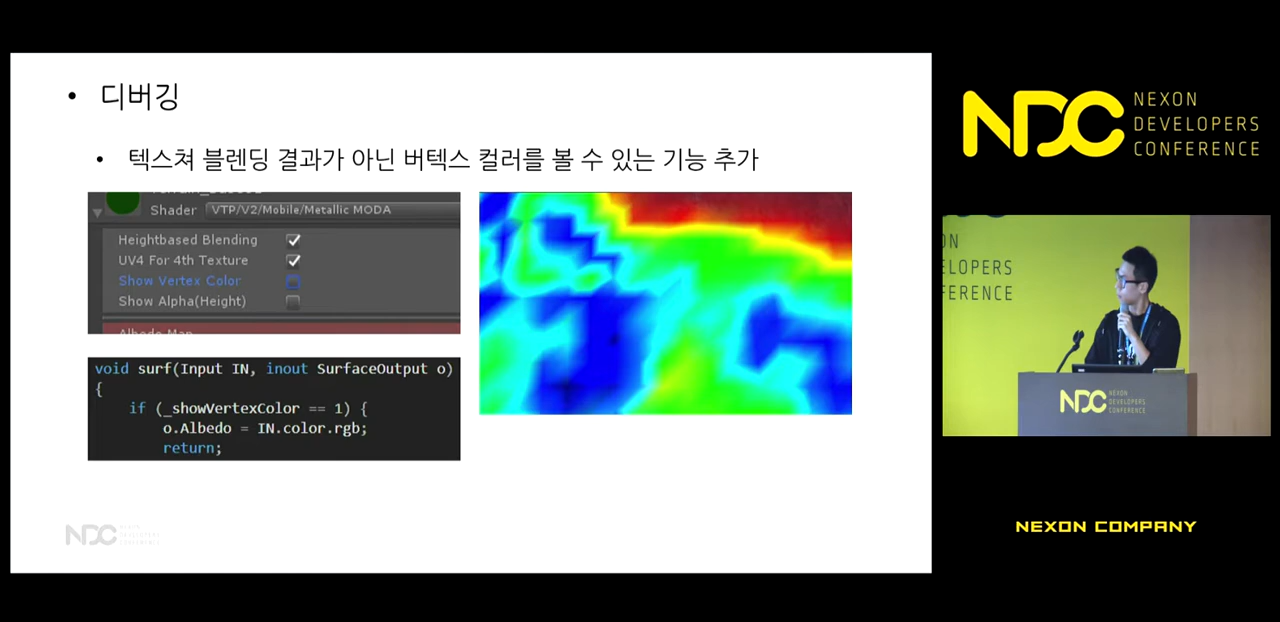 • 디버깅
• 텍스쳐 블렌딩 결과가 아닌 버텍스 컬러를 볼 수 있는 기능 추가
Shader VTP/V2/Mobile/Metallic MODA
Heightbased Blending
UV4 For 4th Texture
Show Vertex Color
Show Alpha(Height)
Albedo Map
void surf(Input IN, inout SurfaceOutput o)
{
if (_showVertexColor == 1) {
o.Albedo = IN.color.rgb;
return;
NDC
NDC
NEXON
DEVELOPERS
CONFERENCE
ON
ELOPERS
FERENCE
NDC
NEXON
DEVELOPERS
CONFERENCE
NEXON COMPANY